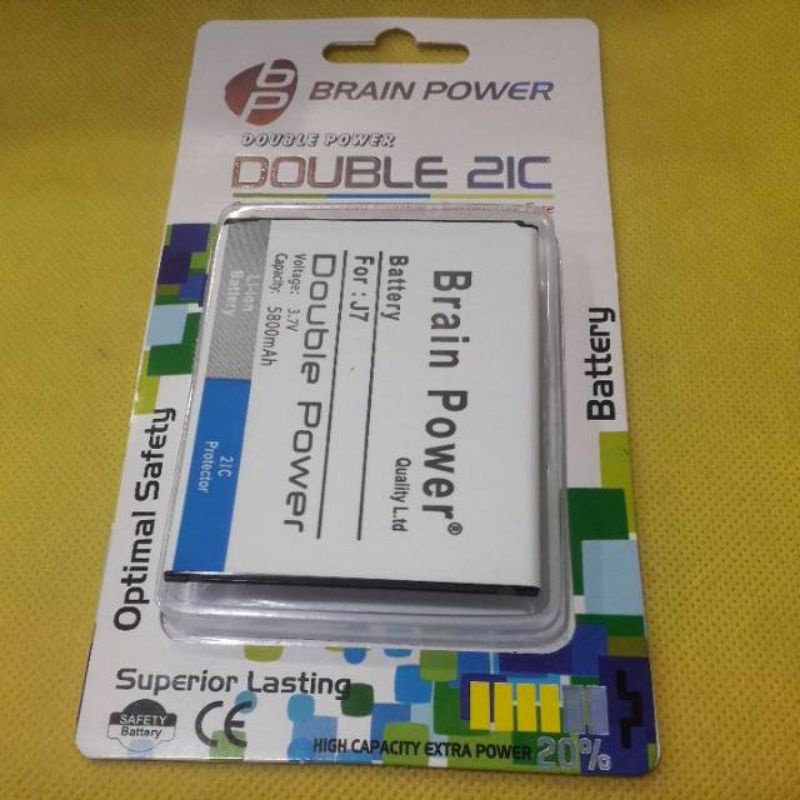 bp
BRAIN POWER
DOUBLE POWER
DOUBLE 2IC
Brain Power®
Quality L.td
Battery
For : J7
Double Power
Voltage: 3.7V
Capacity: 5800mAh
Li-ion
Battery
2IC
Protector
Optimal Safety
Battery
Superior Lasting
SAFETY
Battery
CE
HIGH CAPACITY EXTRA POWER 20%